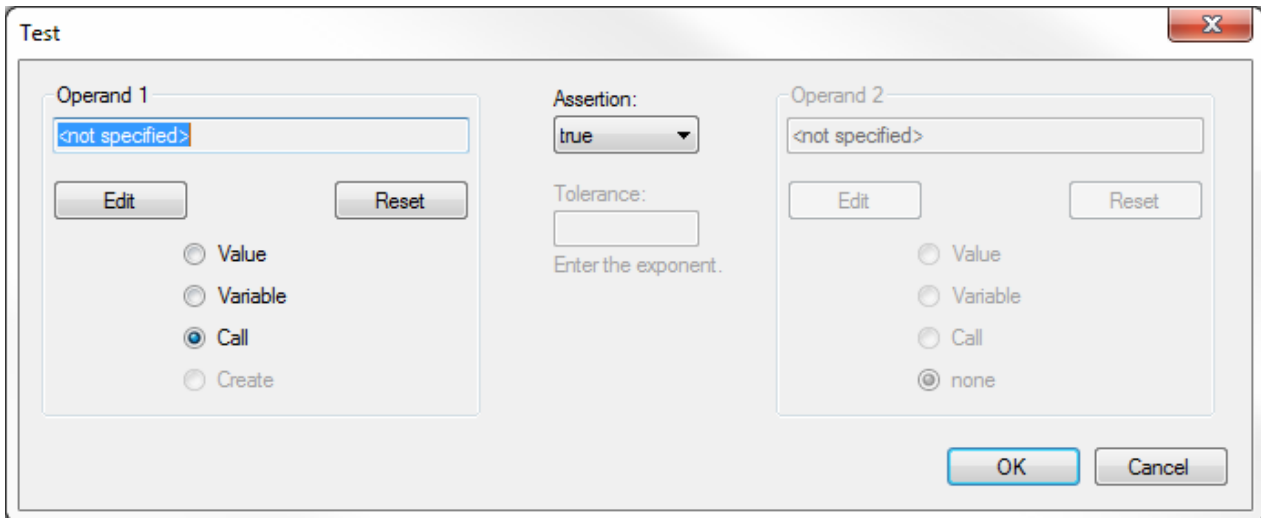 Test
Operand 1
<not specified>
Edit
Reset
Value
Variable
Call
Create
Assertion:
true
Tolerance:
Enter the exponent.
Operand 2
<not specified>
Edit
Reset
Value
Variable
Call
none
OK
Cancel